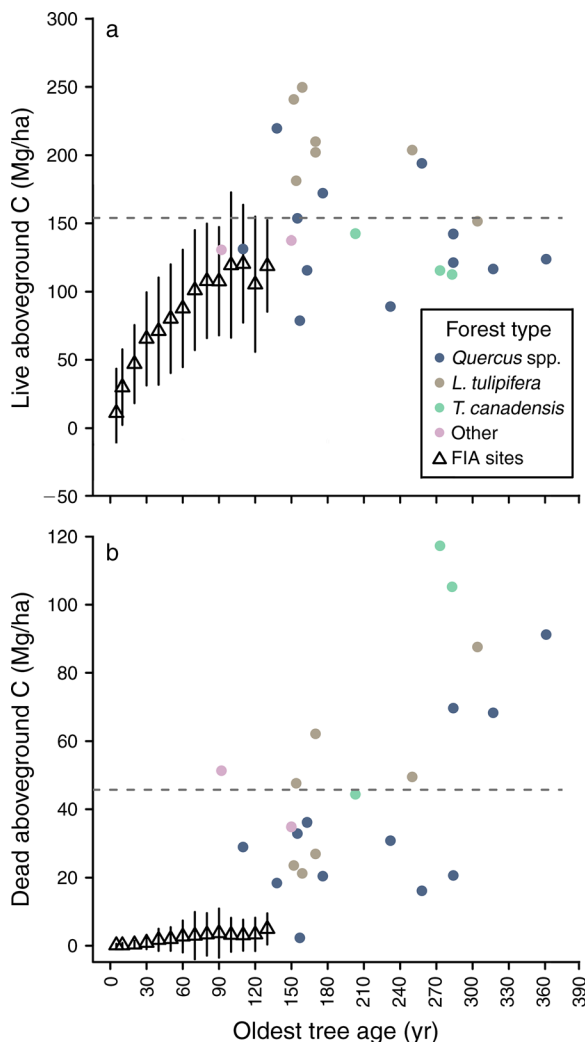 a
Live aboveground C (Mg/ha)
300
250
200
150
100
50
0
−50
Forest type
Quercus spp.
L. tulipifera
T. canadensis
Other
FIA sites
b
Dead aboveground C (Mg/ha)
120
100
80
60
40
20
0
0 30 60 90 120 150 180 210 240 270 300 330 360 390
Oldest tree age (yr)